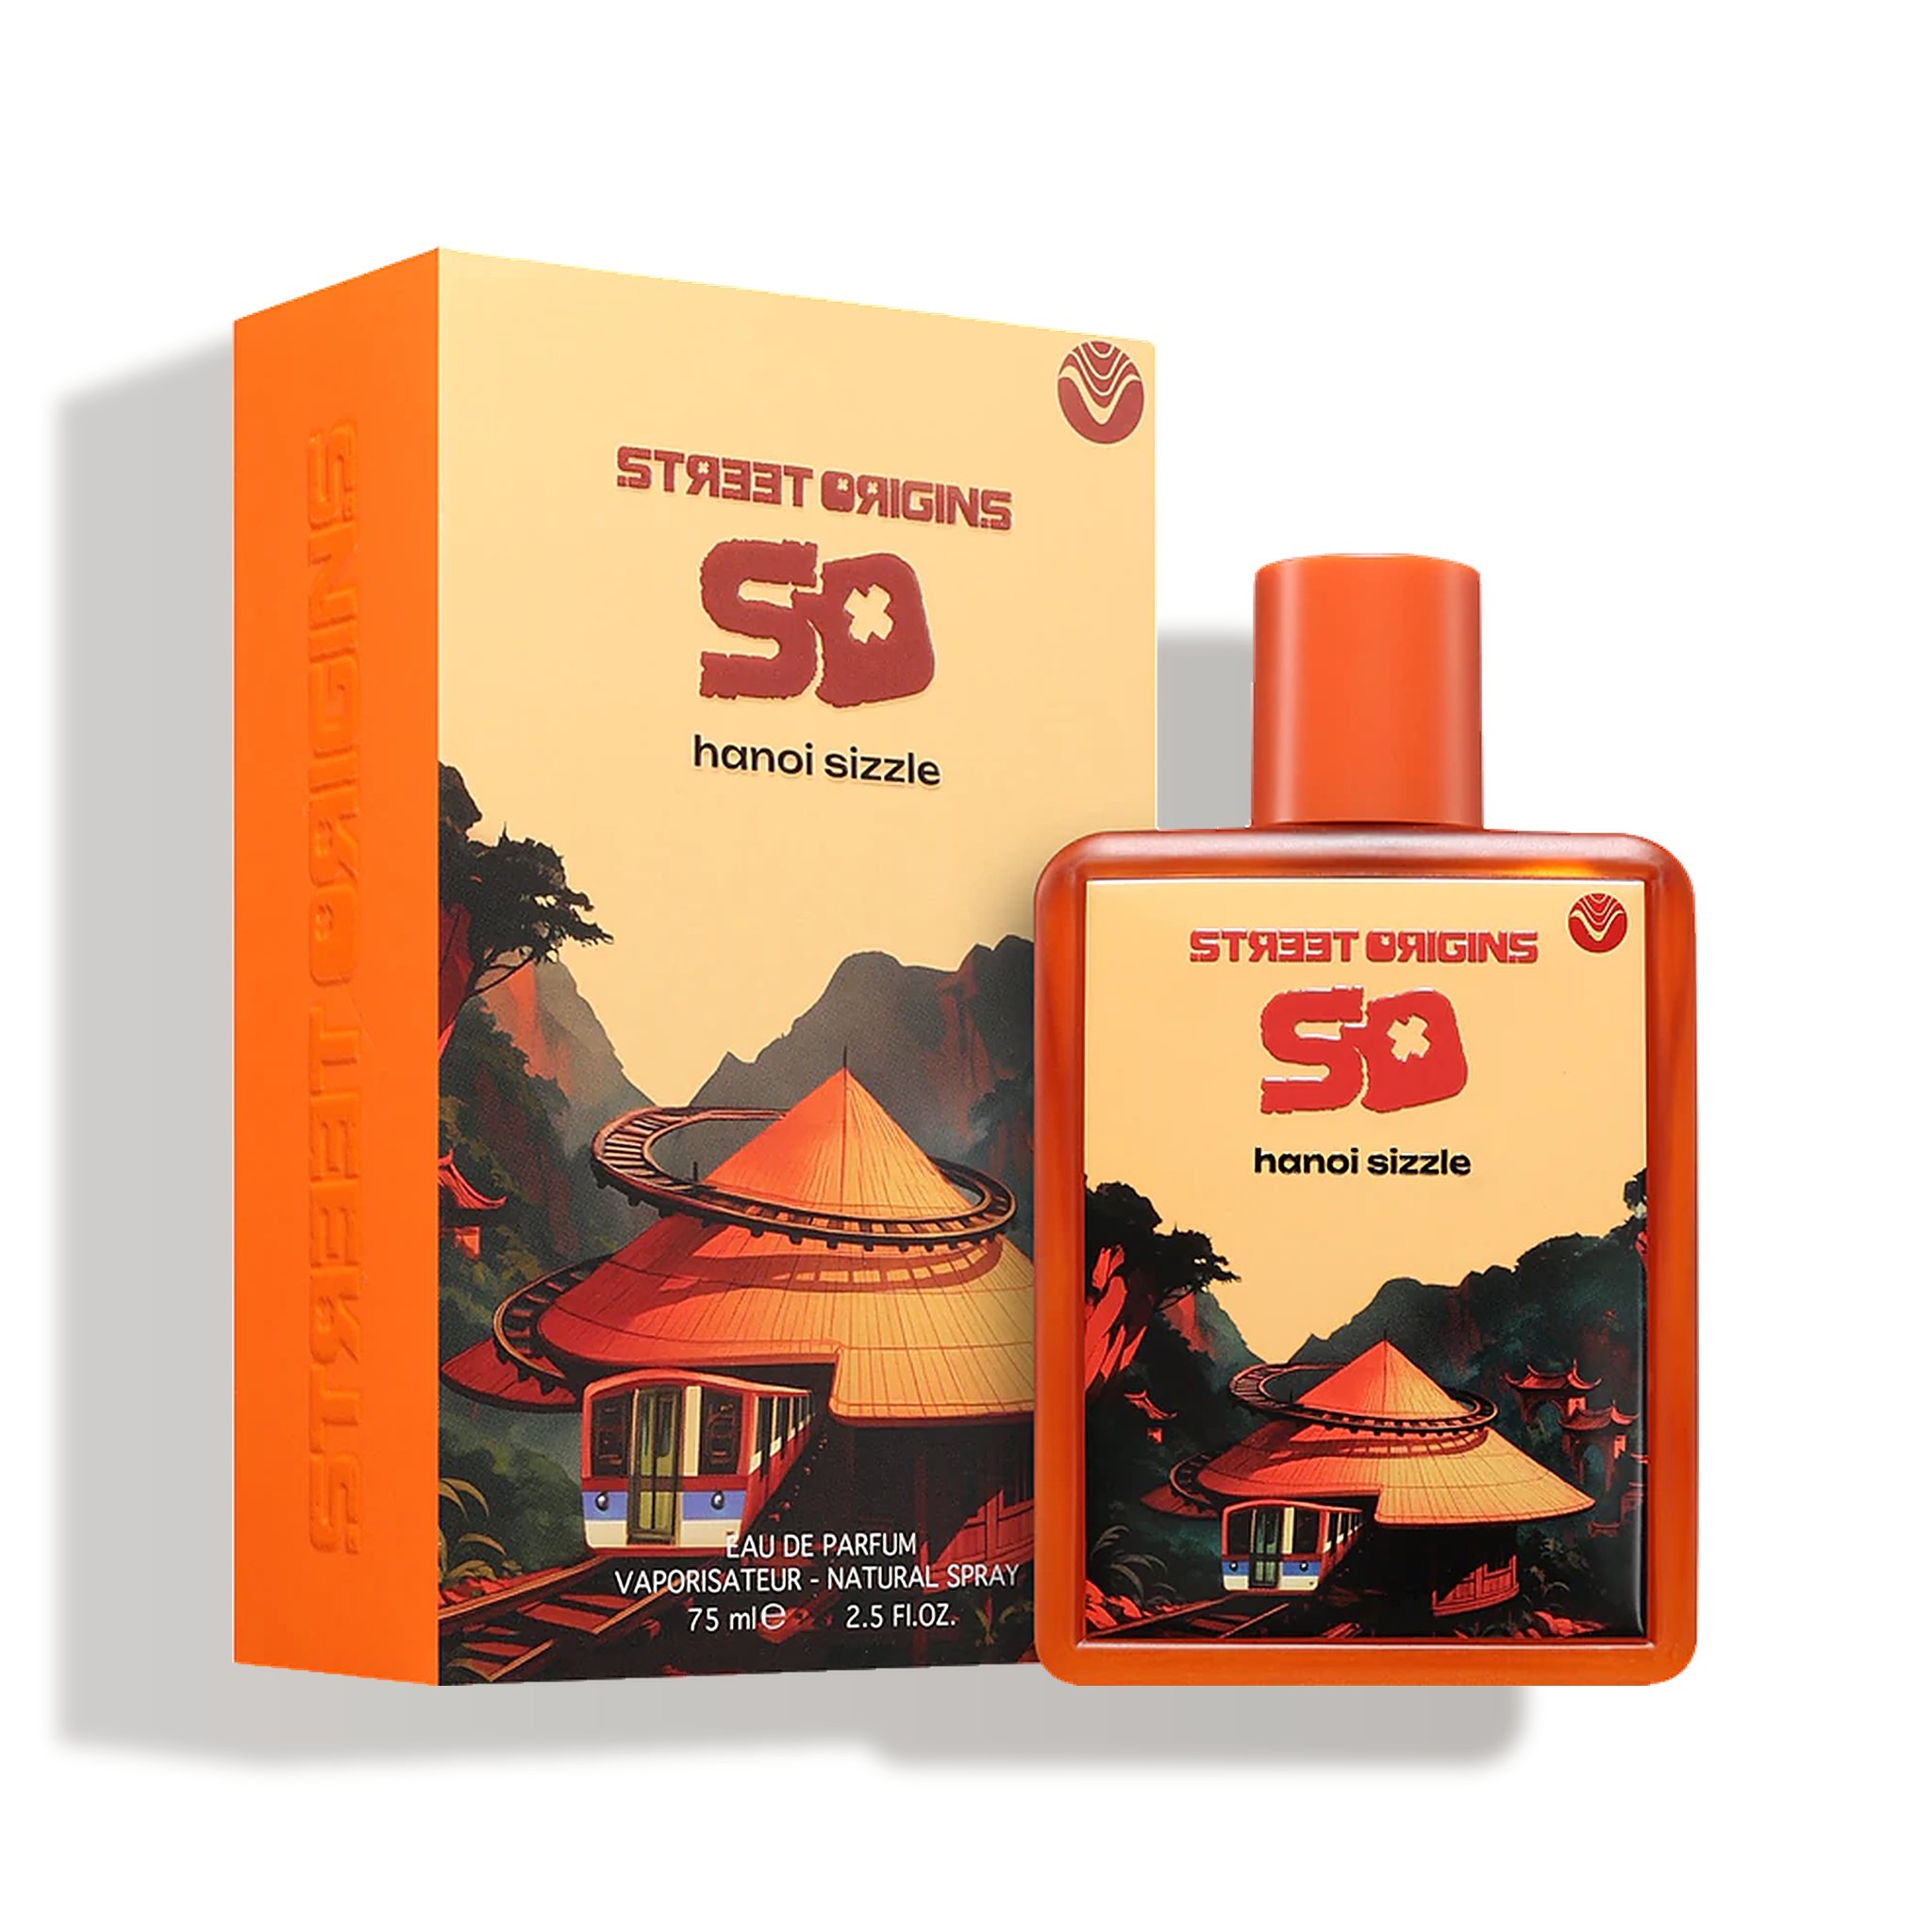 STREET ORIGINS
STREET ORIGINS
SO
hanoi sizzle
EAU DE PARFUM
VAPORISATEUR - NATURAL SPRAY
75 ml℮ 2.5 Fl.OZ.
STREET ORIGINS
SO
hanoi sizzle